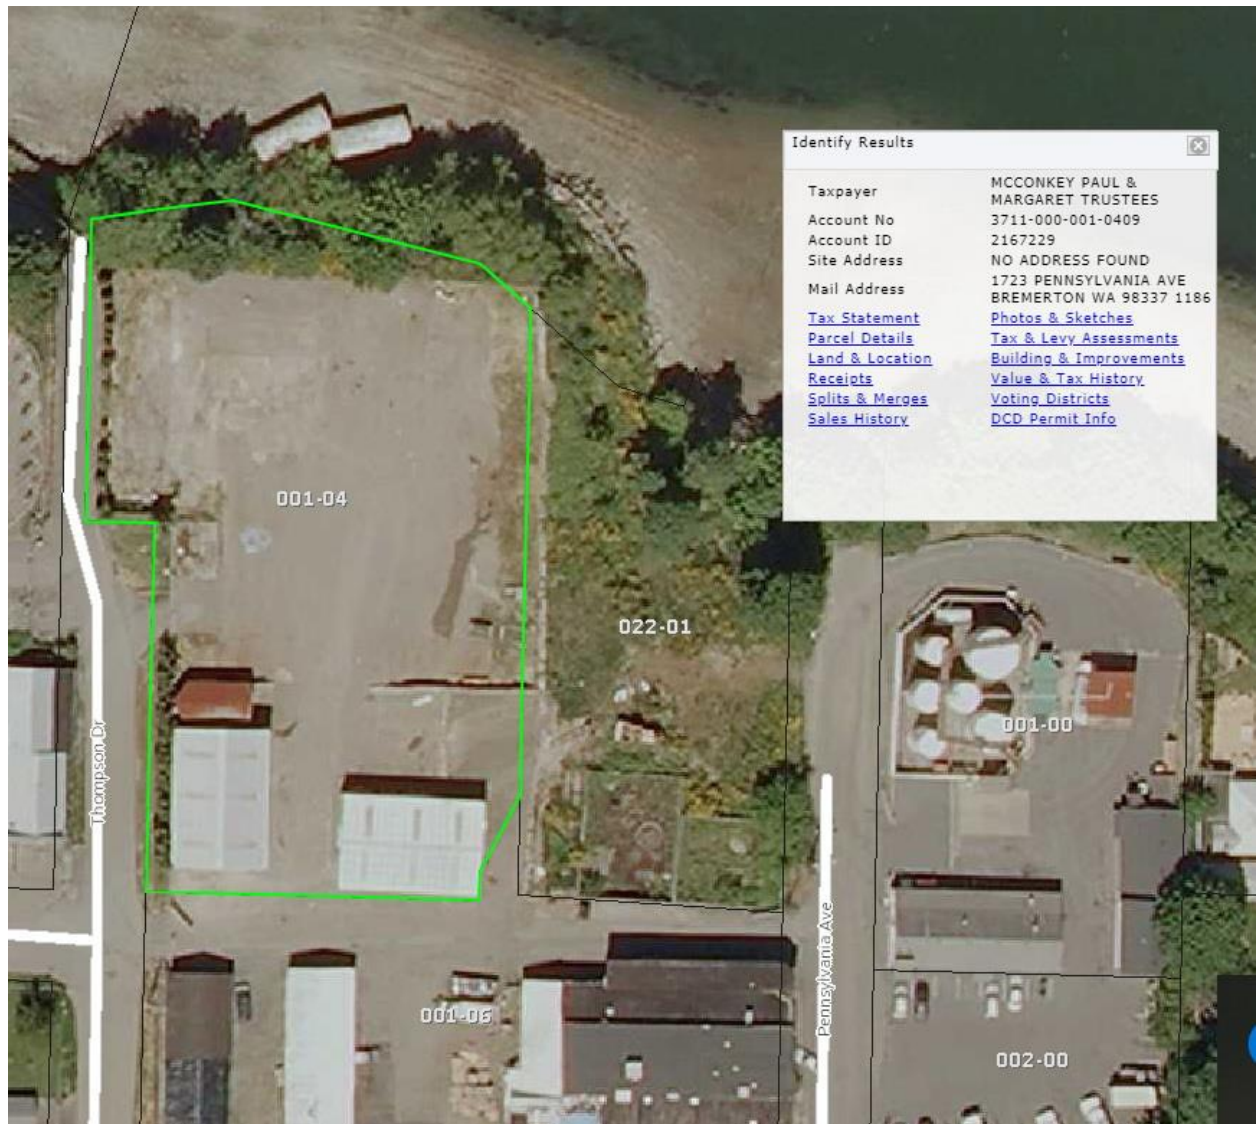 Identify Results
Taxpayer MCCONKEY PAUL &
MARGARET TRUSTEES
Account No 3711-000-001-0409
Account ID 2167229
Site Address NO ADDRESS FOUND
Mail Address 1723 PENNSYLVANIA AVE
BREMERTON WA 98337 1186
Tax Statement Photos & Sketches
Parcel Details Tax & Levy Assessments
Land & Location Building & Improvements
Receipts Value & Tax History
Splits & Merges Voting Districts
Sales History DCD Permit Info
001-04
022-01
001-00
Thompson Dr
Pennsylvania Ave
001-06
002-00